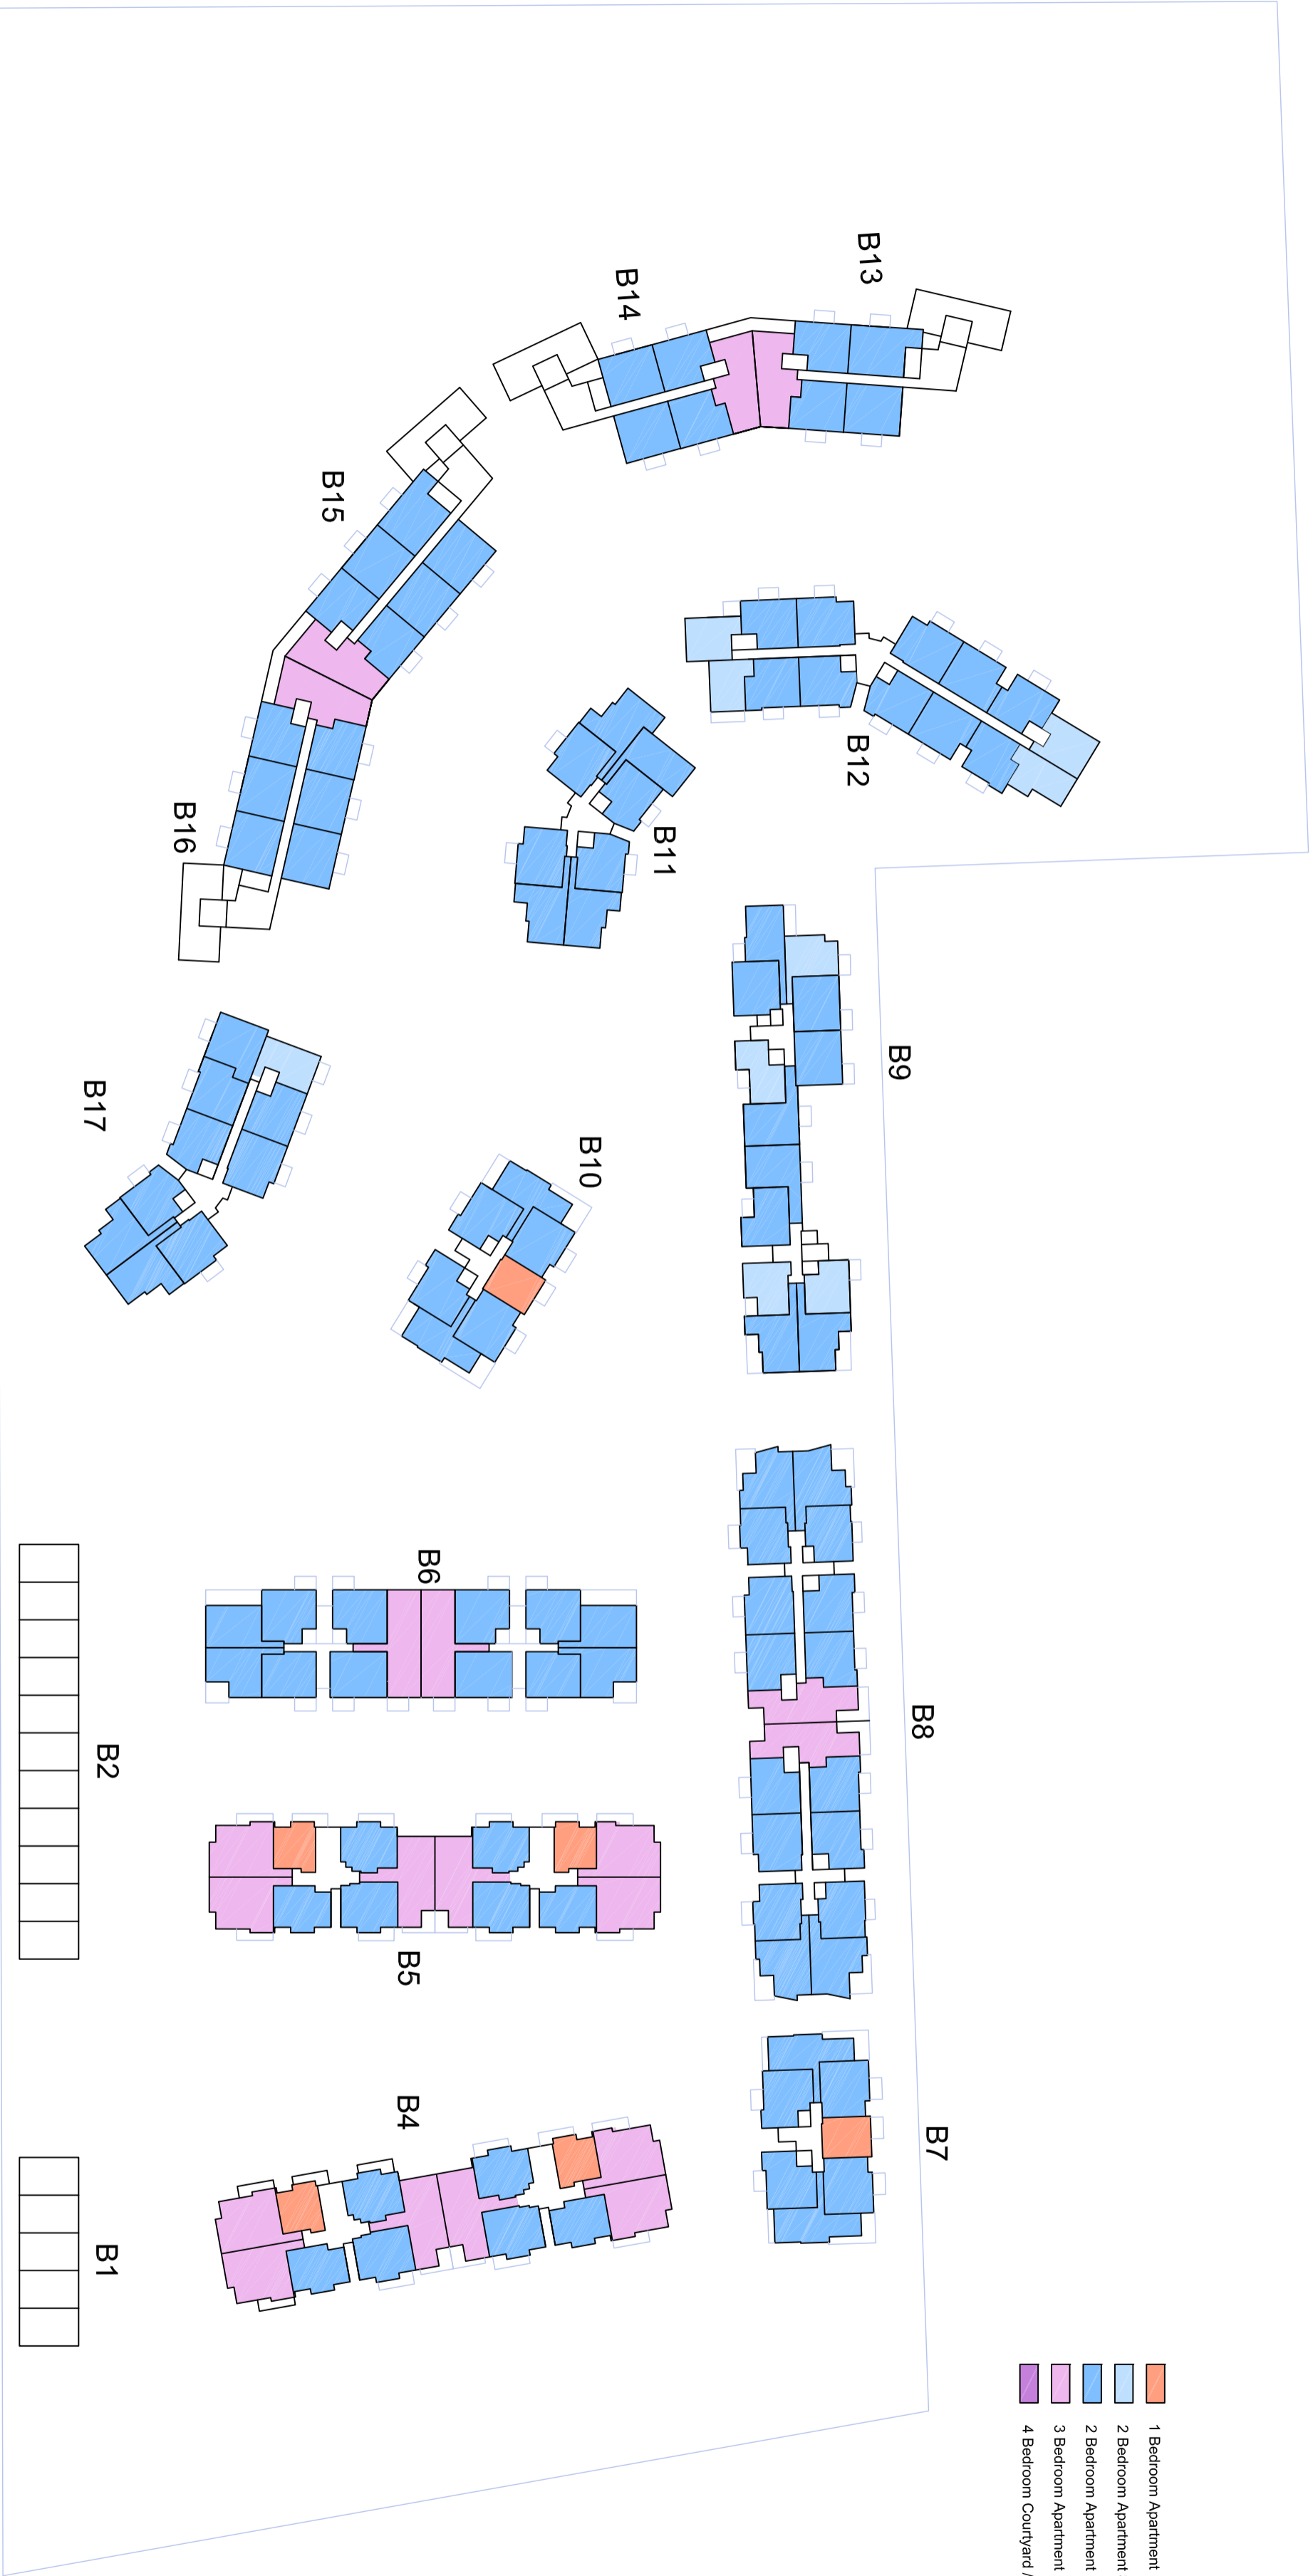 B13
B14
B15
B12
B16
B11
B9
B17
B10
B6
B8
B2
B5
B4
B7
B1
1 Bedroom Apartment
2 Bedroom Apartment
2 Bedroom Apartment
3 Bedroom Apartment
4 Bedroom Courtyard /